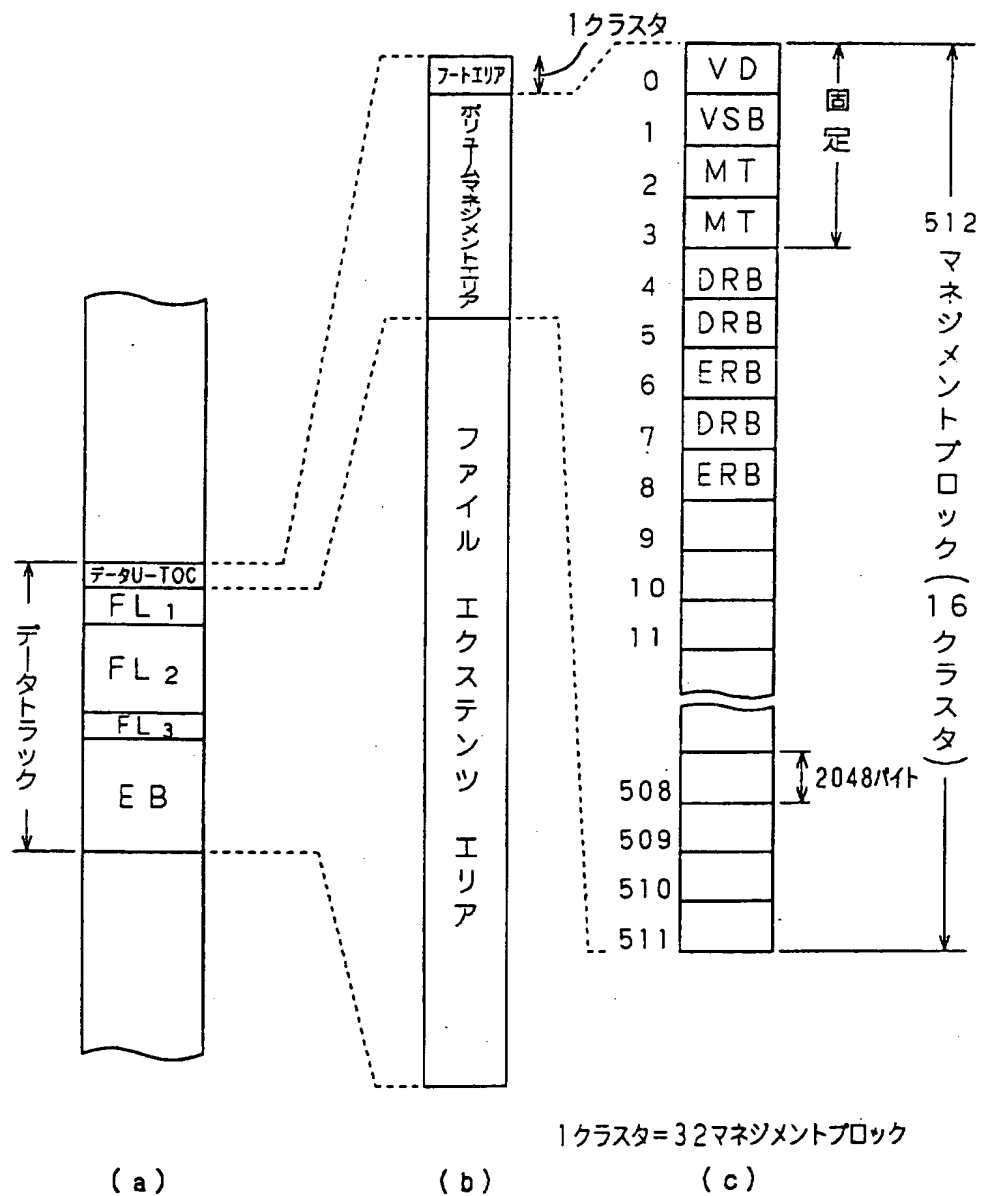 1クラスタ
データU-TOC
FL1
FL2
FL3
EB
データトラック
ブートエリア
ボリュームマネジメントエリア
ファイル エクステンツ エリア
0 VD
1 VSB
2 MT
3 MT
4 DRB
5 DRB
6 ERB
7 DRB
8 ERB
9
10
11
508
509
510
511
固定
2048バイト
512マネジメントブロック(16クラスタ)
1クラスタ=32マネジメントブロック
(a)
(b)
(c)